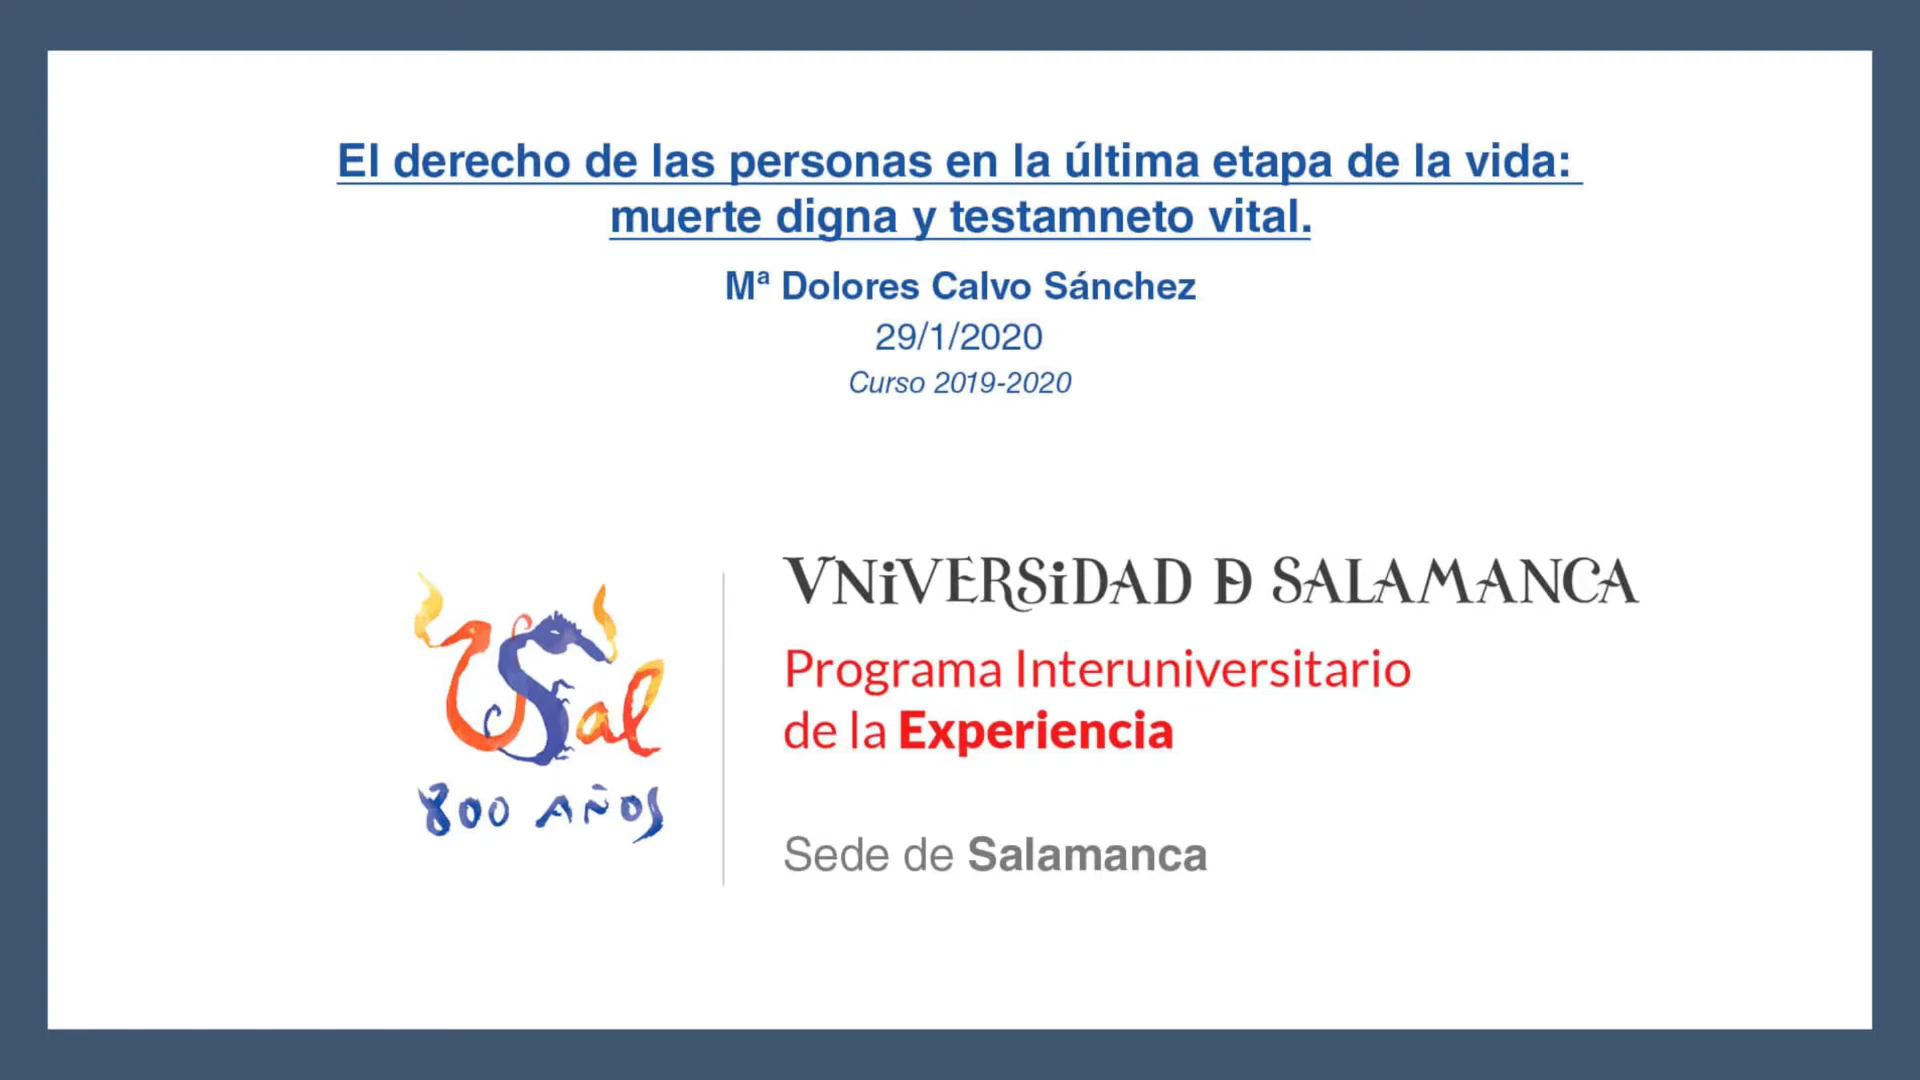 El derecho de las personas en la última etapa de la vida:
muerte digna y testamneto vital.
Mª Dolores Calvo Sánchez
29/1/2020
Curso 2019-2020
VNiVERSiDAD Ð SALAMANCA
Programa Interuniversitario
de la Experiencia
USal
800 AÑOS
Sede de Salamanca